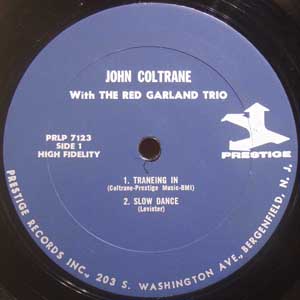 JOHN COLTRANE
With THE RED GARLAND TRIO
PRLP 7123
SIDE 1
HIGH FIDELITY
PRESTIGE
1. TRANEING IN
(Coltrane-Prestige Music-BMI)
2. SLOW DANCE
(Levister)
PRESTIGE RECORDS INC., 203 S. WASHINGTON AVE., BERGENFIELD, N. J.